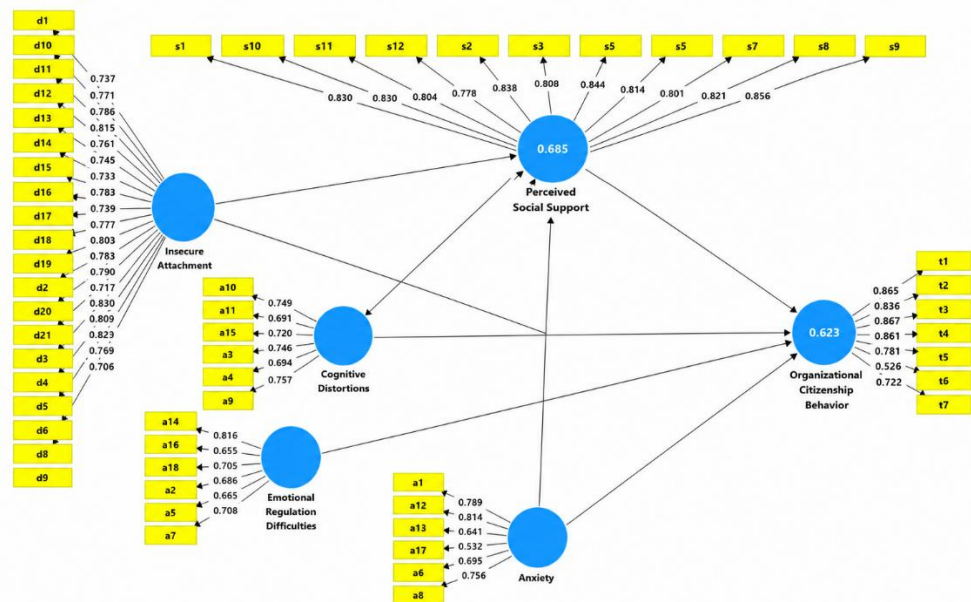 d1
d10
d11
d12
d13
d14
d15
d16
d17
d18
d19
d2
d20
d21
d3
d4
d5
d6
d8
d9
0.737
0.771
0.786
0.815
0.761
0.745
0.733
0.783
0.739
0.777
0.803
0.783
0.790
0.717
0.830
0.809
0.823
0.769
0.706
Insecure
Attachment
s1 s10 s11 s12 s2 s3 s5 s5 s7 s8 s9
0.830 0.830 0.804 0.778 0.838 0.808 0.844 0.814 0.801 0.821 0.856
0.685
Perceived
Social Support
a10
a11
a15
a3
a4
a9
0.749
0.691
0.720
0.746
0.694
0.757
Cognitive
Distortions
a14
a16
a18
a2
a5
a7
0.816
0.655
0.705
0.686
0.665
0.708
Emotional
Regulation
Difficulties
a1
a12
a13
a17
a6
a8
0.789
0.814
0.641
0.532
0.695
0.756
Anxiety
0.623
Organizational
Citizenship
Behavior
0.865
0.836
0.867
0.861
0.781
0.526
0.722
t1
t2
t3
t4
t5
t6
t7